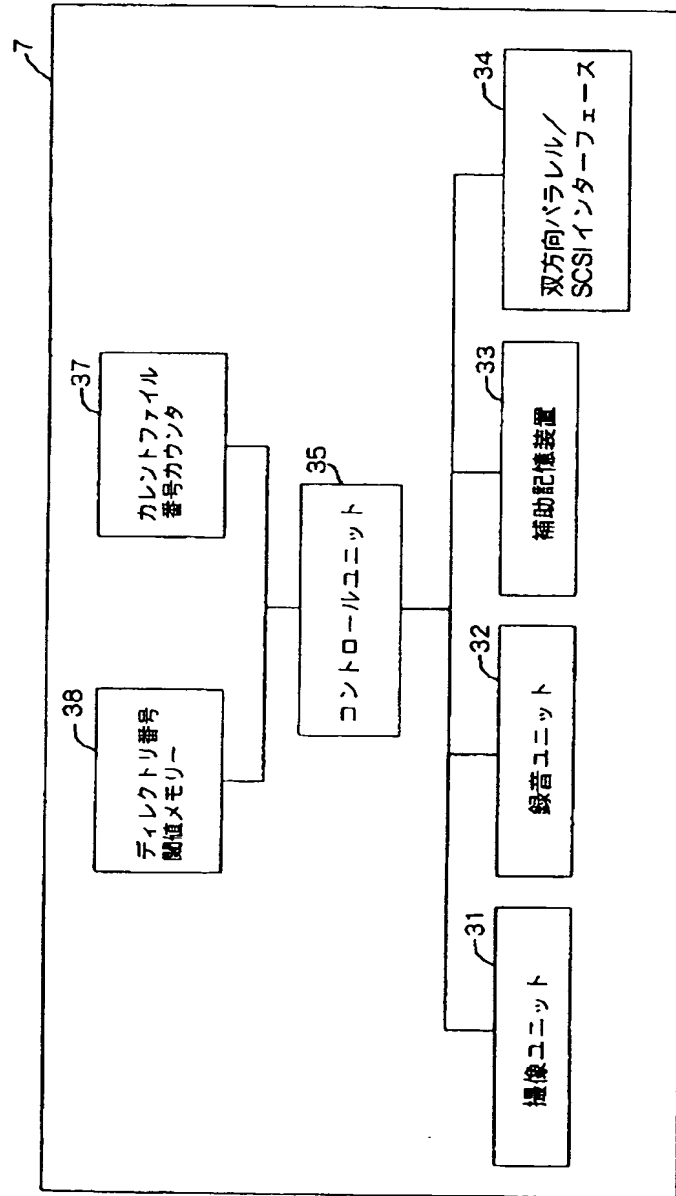 7
38
ディレクトリ番号
閾値メモリー
37
カレントファイル
番号カウンタ
35
コントロールユニット
31
撮像ユニット
32
録音ユニット
33
補助記憶装置
34
双方向パラレル／
SCSIインターフェース